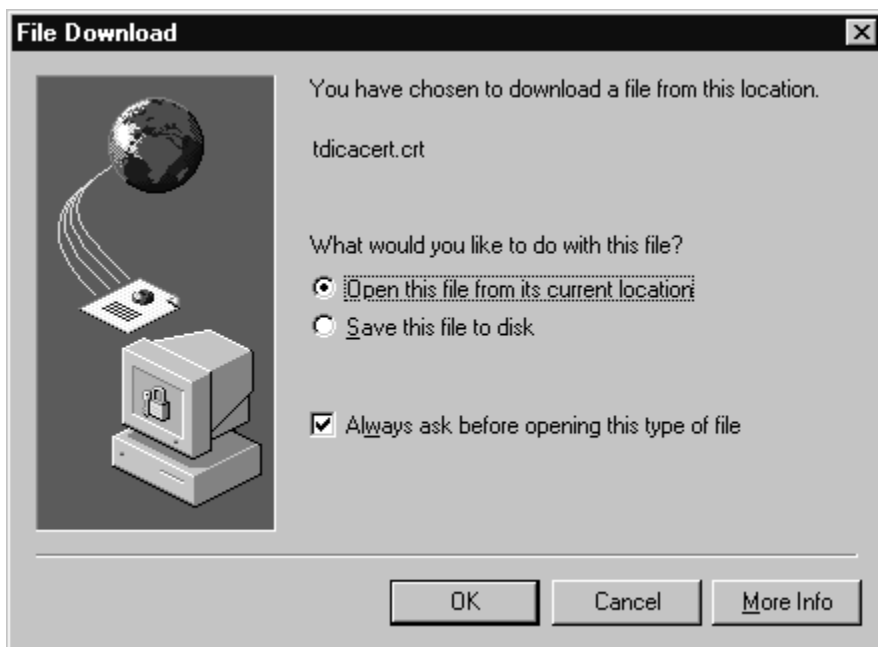 File Download
You have chosen to download a file from this location.
tdicacert.crt
What would you like to do with this file?
Open this file from its current location
Save this file to disk
Always ask before opening this type of file
OK Cancel More Info